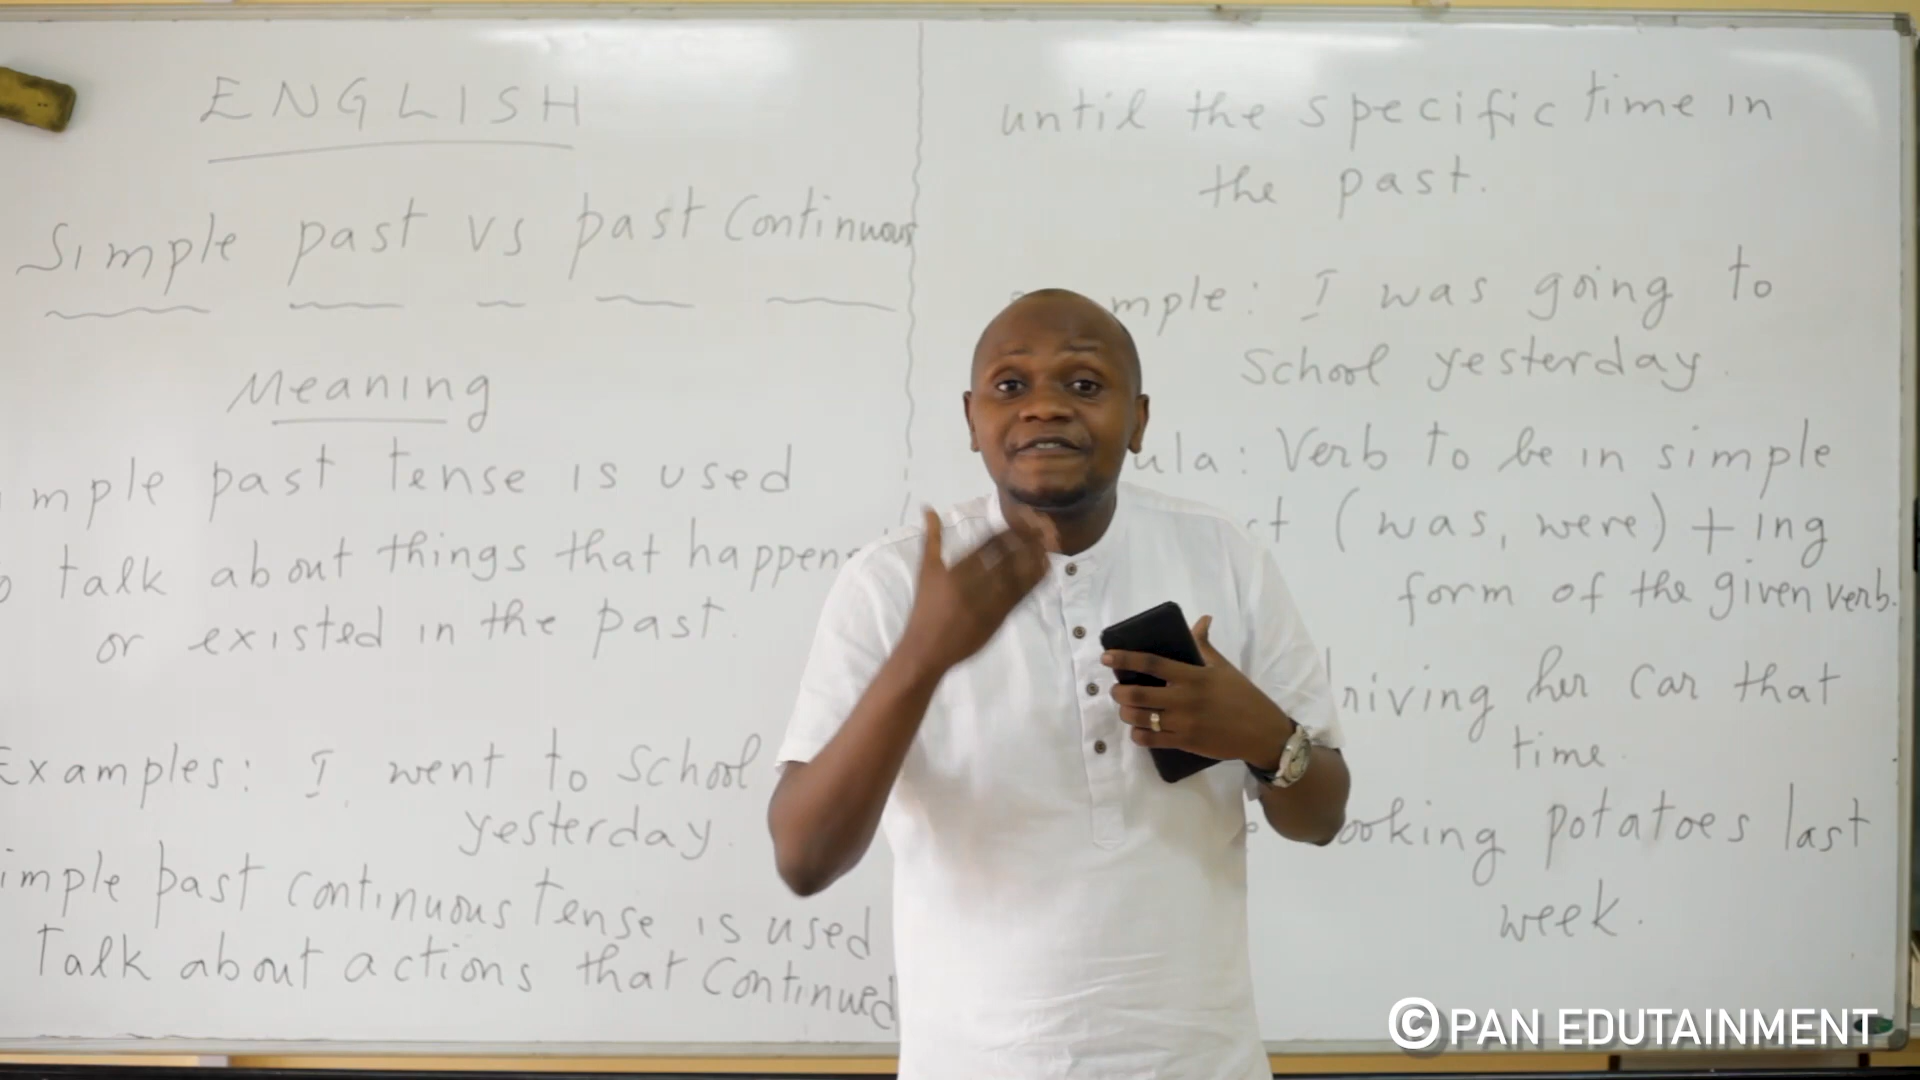 ENGLISH
Simple past vs past Continuous
Meaning
mple past tense is used
talk about things that happen
or existed in the past.
Examples: I went to School
yesterday.
imple past continuous tense is used
Talk about actions that Continued
until the specific time in
the past.
mple: I was going to
School yesterday.
ula: Verb to be in simple
st (was, were) + ing
form of the given verb.
driving her car that
time.
ooking potatoes last
week.
© PAN EDUTAINMENT